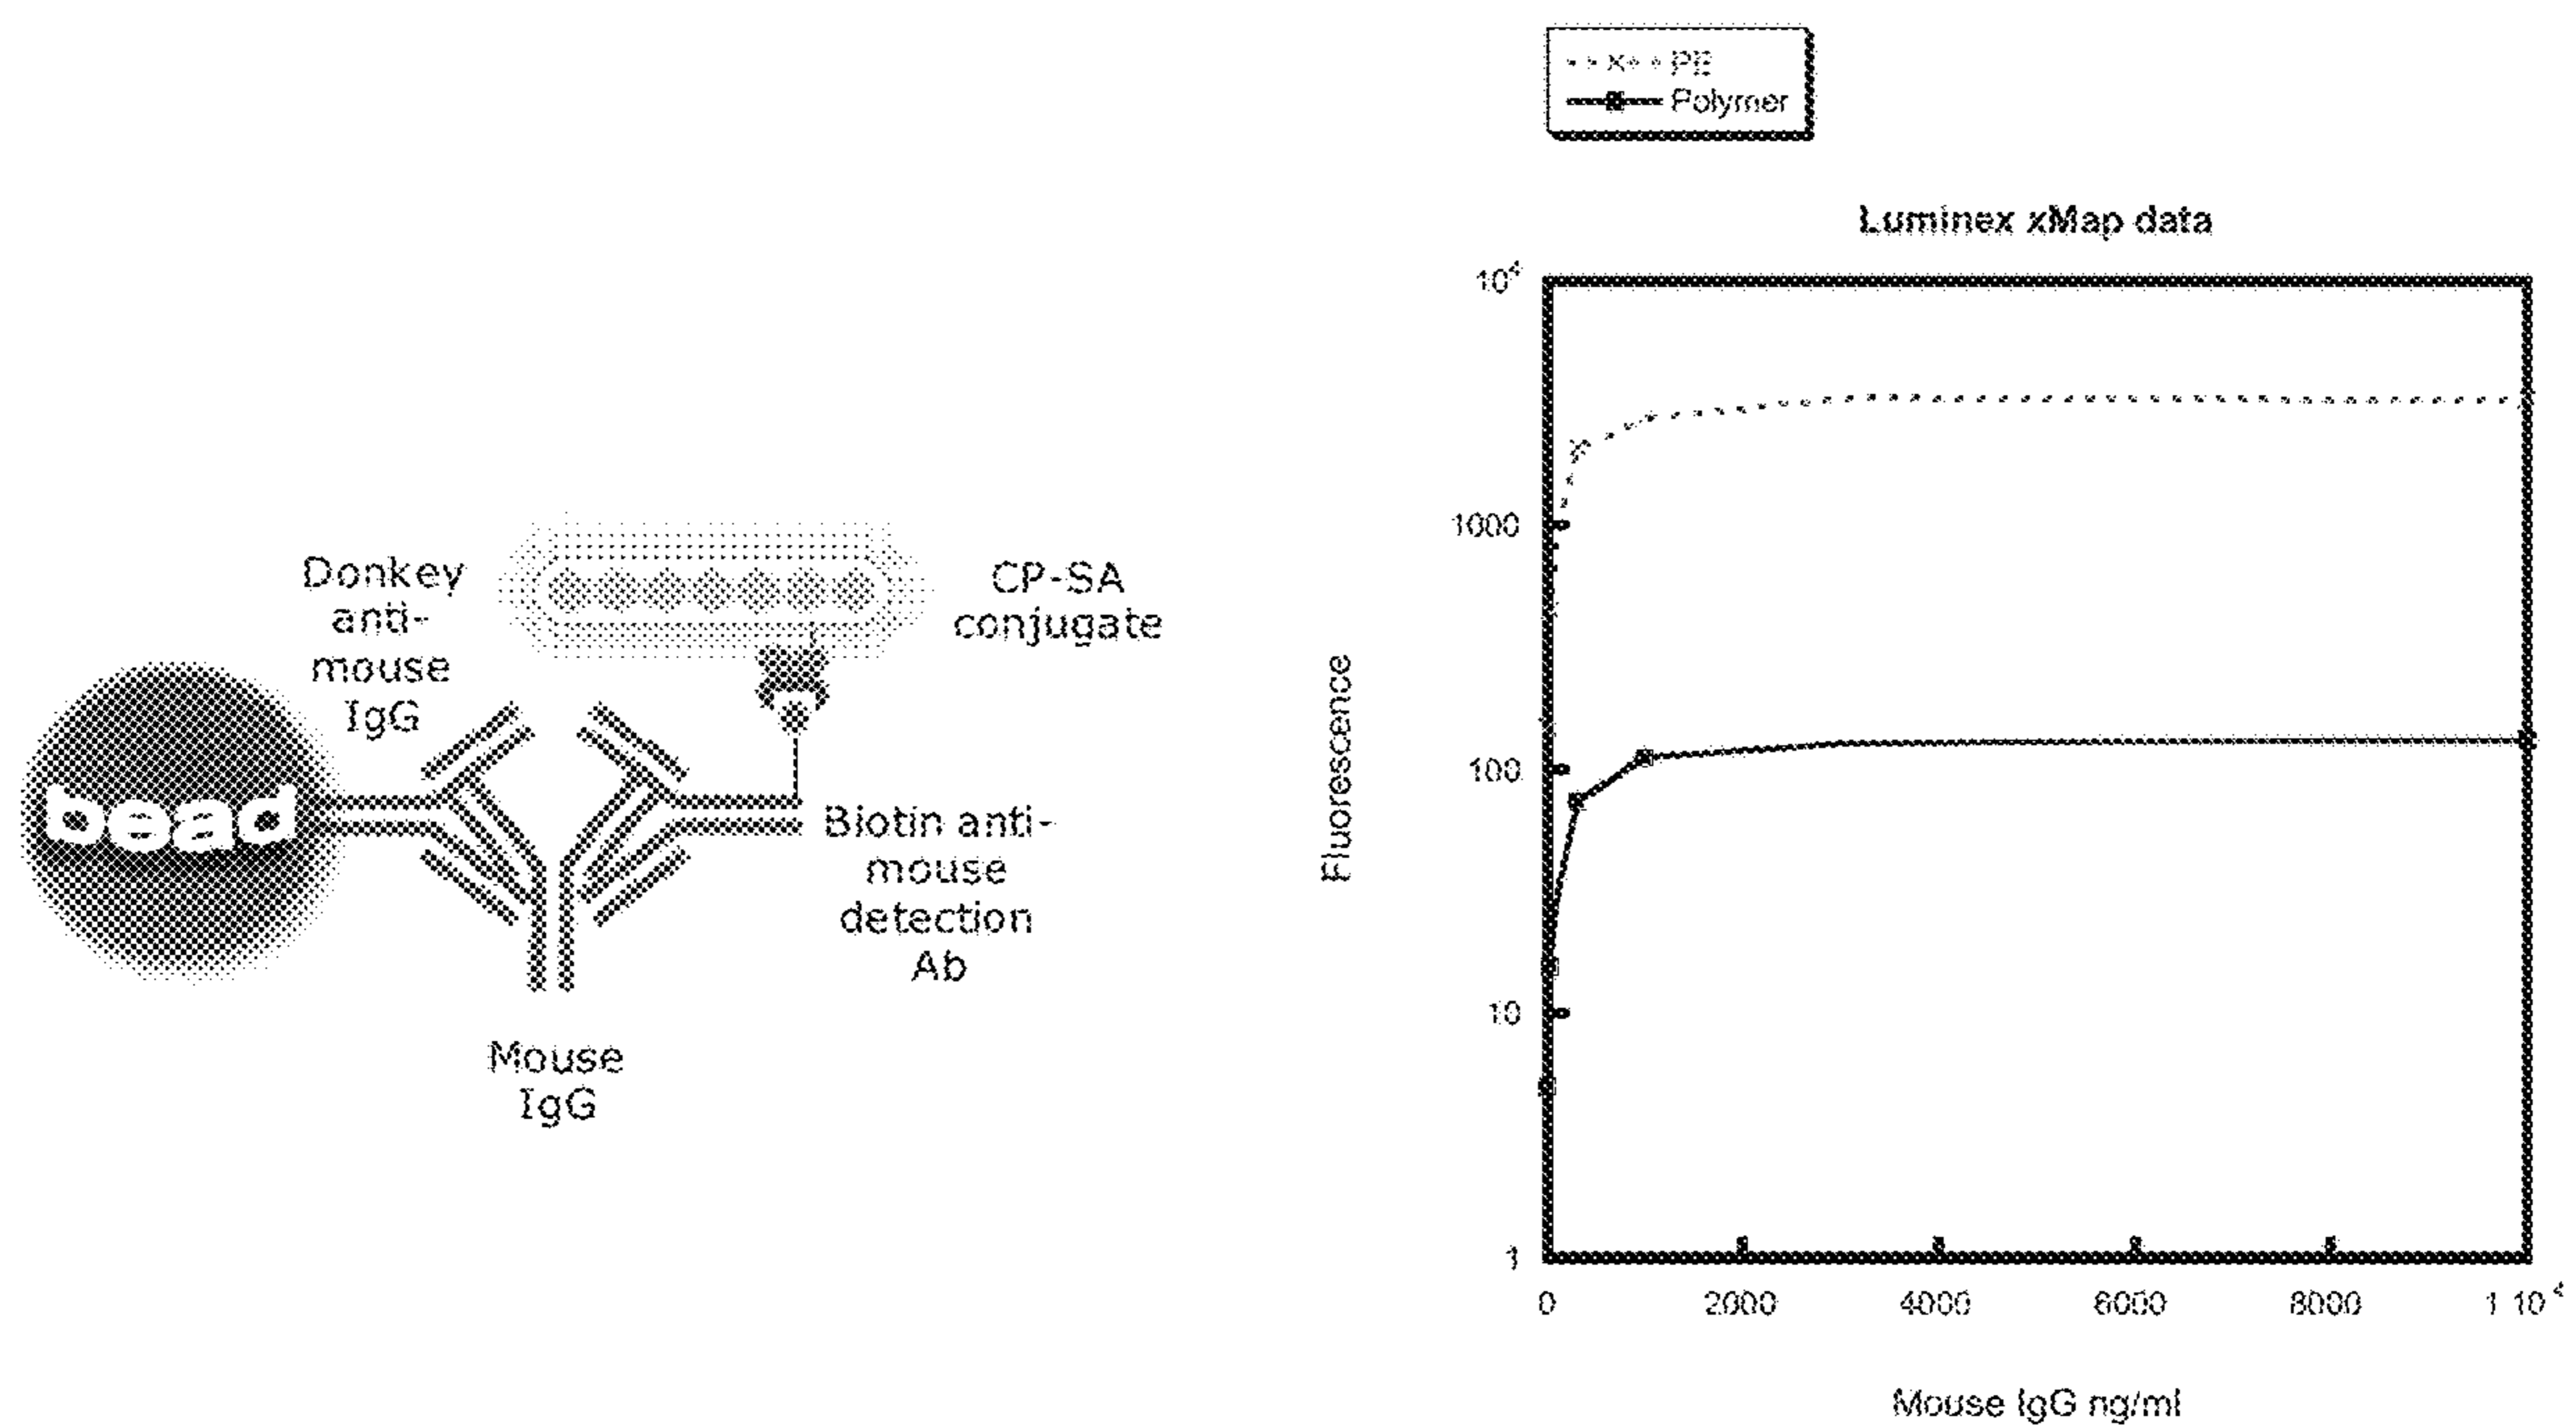 Donkey
anti-
mouse
IgG
CP-SA
conjugate
bead
Biotin anti-
mouse
detection
Ab
Mouse
IgG
PE
Polymer
Luminex xMap data
10⁴
1000
100
10
1
Fluorescence
0 2000 4000 6000 8000 1 10⁴
Mouse IgG ng/ml